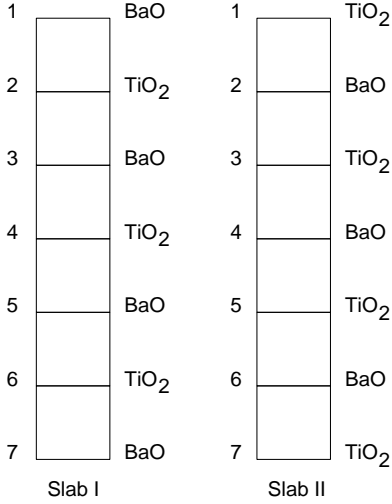 1 BaO 1 TiO2
2 TiO2 2 BaO
3 BaO 3 TiO2
4 TiO2 4 BaO
5 BaO 5 TiO2
6 TiO2 6 BaO
7 BaO 7 TiO2
Slab I Slab II